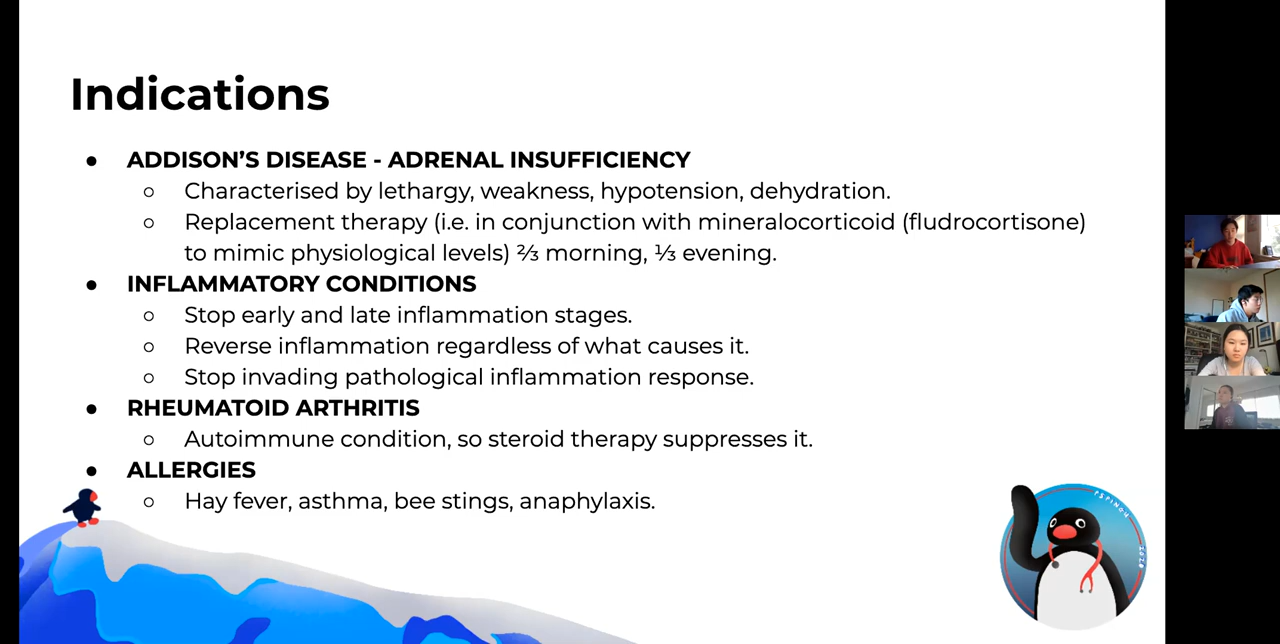 Indications
● ADDISON’S DISEASE - ADRENAL INSUFFICIENCY
○ Characterised by lethargy, weakness, hypotension, dehydration.
○ Replacement therapy (i.e. in conjunction with mineralocorticoid (fludrocortisone)
to mimic physiological levels) ⅔ morning, ⅓ evening.
● INFLAMMATORY CONDITIONS
○ Stop early and late inflammation stages.
○ Reverse inflammation regardless of what causes it.
○ Stop invading pathological inflammation response.
● RHEUMATOID ARTHRITIS
○ Autoimmune condition, so steroid therapy suppresses it.
● ALLERGIES
○ Hay fever, asthma, bee stings, anaphylaxis.
2020